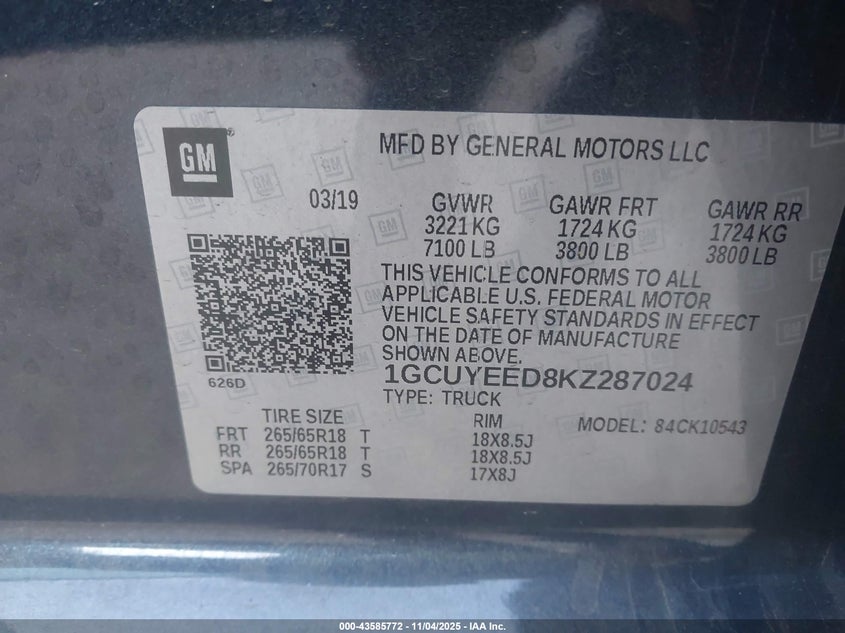 GM
MFD BY GENERAL MOTORS LLC
03/19
GVWR GAWR FRT GAWR RR
3221 KG 1724 KG 1724 KG
7100 LB 3800 LB 3800 LB
THIS VEHICLE CONFORMS TO ALL
APPLICABLE U.S. FEDERAL MOTOR
VEHICLE SAFETY STANDARDS IN EFFECT
ON THE DATE OF MANUFACTURE
SHOWN ABOVE.
626D
1GCUYEED8KZ287024
TYPE: TRUCK
TIRE SIZE RIM MODEL: 84CK10543
FRT 265/65R18 T 18X8.5J
RR 265/65R18 T 18X8.5J
SPA 265/70R17 S 17X8J
000-43585772 - 11/04/2025 - IAA Inc.